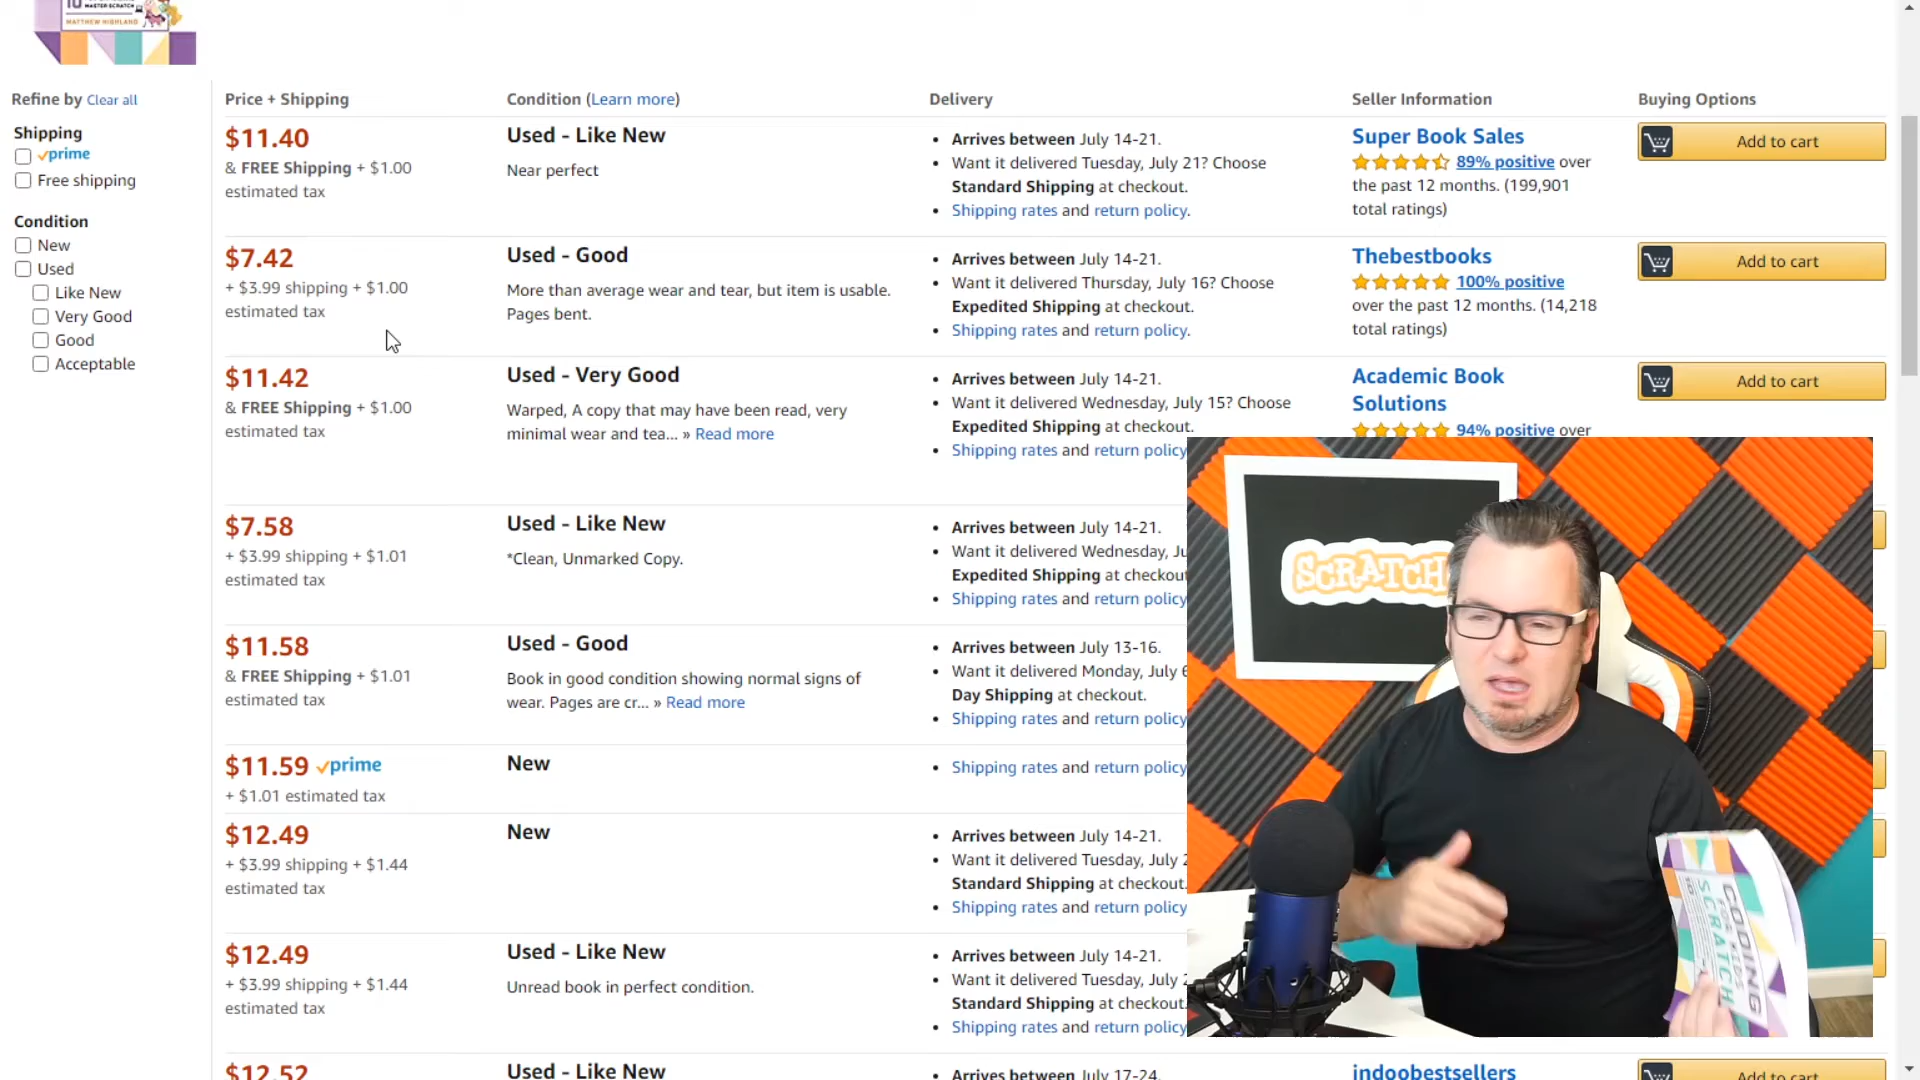 MASTER SCRATCH
MATTHEW HIGHLAND
Refine by Clear all
Shipping
prime
Free shipping
Condition
New
Used
Like New
Very Good
Good
Acceptable
Price + Shipping Condition (Learn more) Delivery Seller Information Buying Options
$11.40
& FREE Shipping + $1.00
estimated tax
Used - Like New
Near perfect
• Arrives between July 14-21.
• Want it delivered Tuesday, July 21? Choose
Standard Shipping at checkout.
• Shipping rates and return policy.
Super Book Sales
89% positive over
the past 12 months. (199,901
total ratings)
Add to cart
$7.42
+ $3.99 shipping + $1.00
estimated tax
Used - Good
More than average wear and tear, but item is usable.
Pages bent.
• Arrives between July 14-21.
• Want it delivered Thursday, July 16? Choose
Expedited Shipping at checkout.
• Shipping rates and return policy.
Thebestbooks
100% positive
over the past 12 months. (14,218
total ratings)
Add to cart
$11.42
& FREE Shipping + $1.00
estimated tax
Used - Very Good
Warped, A copy that may have been read, very
minimal wear and tea... » Read more
• Arrives between July 14-21.
• Want it delivered Wednesday, July 15? Choose
Expedited Shipping at checkout.
• Shipping rates and return policy
Academic Book
Solutions
94% positive over
Add to cart
$7.58
+ $3.99 shipping + $1.01
estimated tax
Used - Like New
*Clean, Unmarked Copy.
• Arrives between July 14-21.
• Want it delivered Wednesday, Ju
Expedited Shipping at checkout
• Shipping rates and return policy
$11.58
& FREE Shipping + $1.01
estimated tax
Used - Good
Book in good condition showing normal signs of
wear. Pages are cr... » Read more
• Arrives between July 13-16.
• Want it delivered Monday, July 6
Day Shipping at checkout.
• Shipping rates and return policy
$11.59 prime
+ $1.01 estimated tax
New
• Shipping rates and return policy
$12.49
+ $3.99 shipping + $1.44
estimated tax
New
• Arrives between July 14-21.
• Want it delivered Tuesday, July 2
Standard Shipping at checkout.
• Shipping rates and return policy
$12.49
+ $3.99 shipping + $1.44
estimated tax
Used - Like New
Unread book in perfect condition.
• Arrives between July 14-21.
• Want it delivered Tuesday, July 2
Standard Shipping at checkout.
• Shipping rates and return policy
$12.52
Used - Like New
• Arrives between July 17-24.
indoobestsellers
Add to cart
SCRATCH
CODING
FOR KIDS
SCRATCH